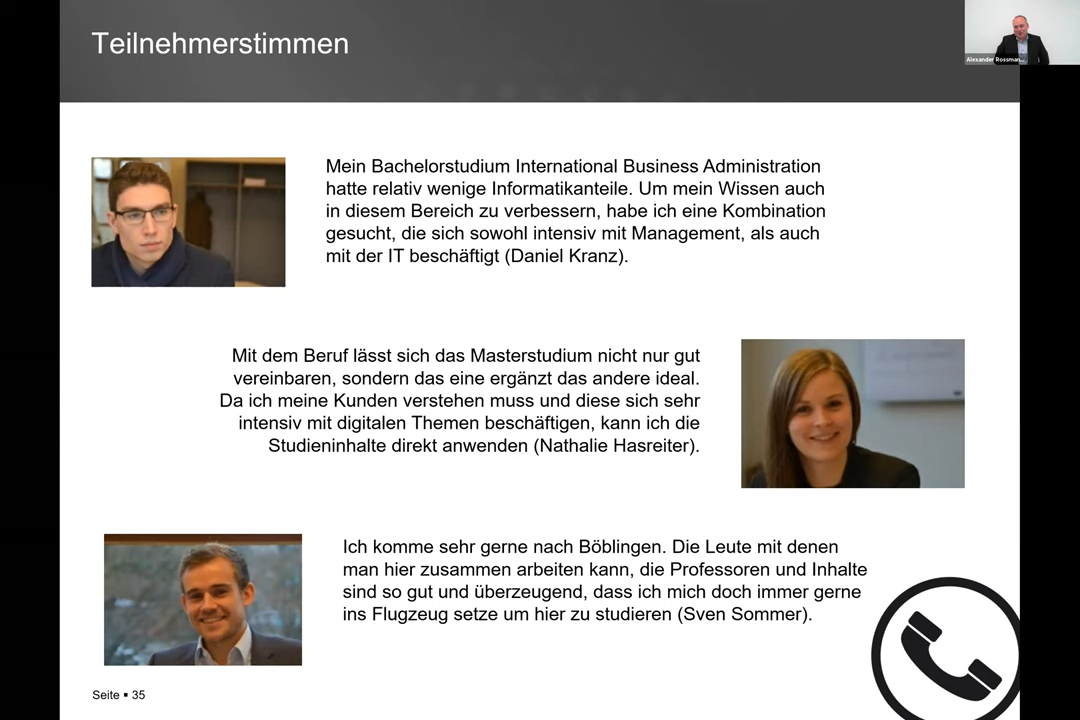 Teilnehmerstimmen
Alexander Rossman...
Mein Bachelorstudium International Business Administration
hatte relativ wenige Informatikanteile. Um mein Wissen auch
in diesem Bereich zu verbessern, habe ich eine Kombination
gesucht, die sich sowohl intensiv mit Management, als auch
mit der IT beschäftigt (Daniel Kranz).
Mit dem Beruf lässt sich das Masterstudium nicht nur gut
vereinbaren, sondern das eine ergänzt das andere ideal.
Da ich meine Kunden verstehen muss und diese sich sehr
intensiv mit digitalen Themen beschäftigen, kann ich die
Studieninhalte direkt anwenden (Nathalie Hasreiter).
Ich komme sehr gerne nach Böblingen. Die Leute mit denen
man hier zusammen arbeiten kann, die Professoren und Inhalte
sind so gut und überzeugend, dass ich mich doch immer gerne
ins Flugzeug setze um hier zu studieren (Sven Sommer).
Seite ▪ 35